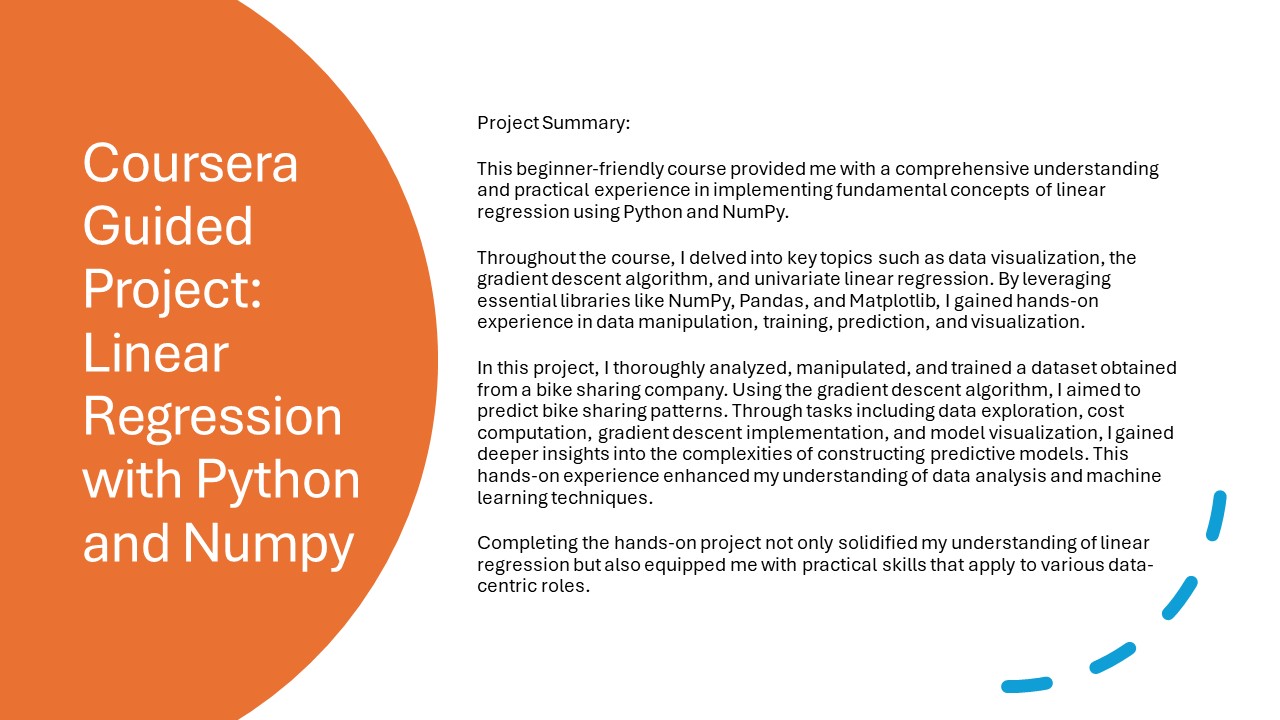 Coursera
Guided
Project:
Linear
Regression
with Python
and Numpy
Project Summary:
This beginner-friendly course provided me with a comprehensive understanding
and practical experience in implementing fundamental concepts of linear
regression using Python and NumPy.
Throughout the course, I delved into key topics such as data visualization, the
gradient descent algorithm, and univariate linear regression. By leveraging
essential libraries like NumPy, Pandas, and Matplotlib, I gained hands-on
experience in data manipulation, training, prediction, and visualization.
In this project, I thoroughly analyzed, manipulated, and trained a dataset obtained
from a bike sharing company. Using the gradient descent algorithm, I aimed to
predict bike sharing patterns. Through tasks including data exploration, cost
computation, gradient descent implementation, and model visualization, I gained
deeper insights into the complexities of constructing predictive models. This
hands-on experience enhanced my understanding of data analysis and machine
learning techniques.
Completing the hands-on project not only solidified my understanding of linear
regression but also equipped me with practical skills that apply to various data-
centric roles.